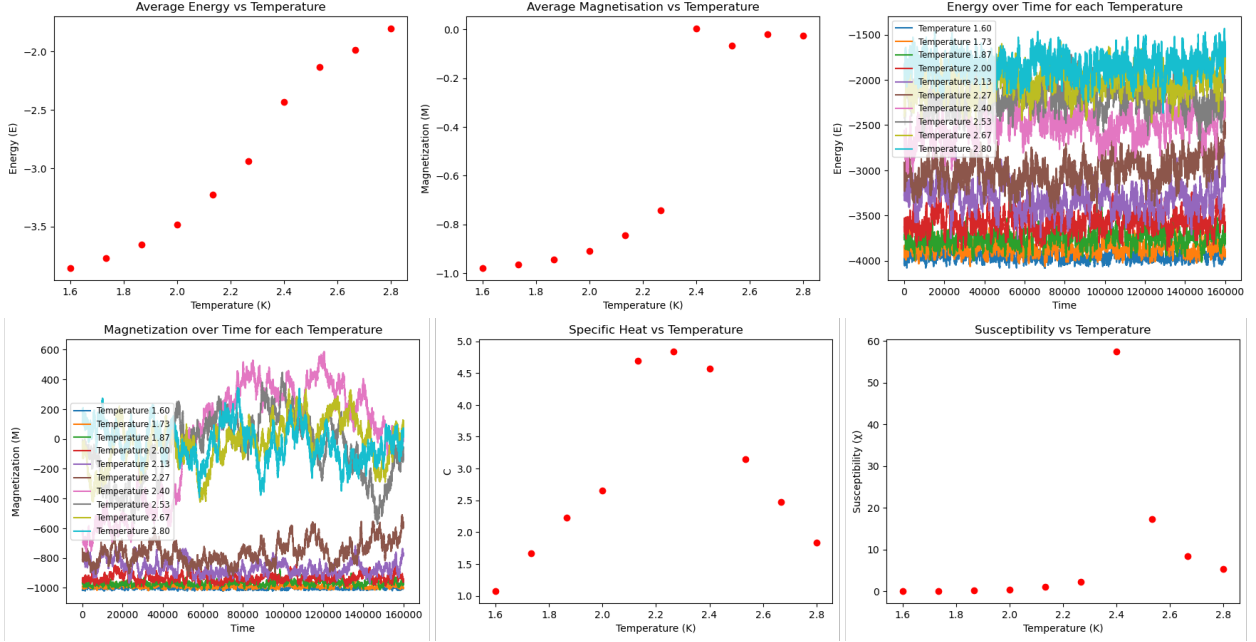 Average Energy vs Temperature
Energy (E)
−2.0
−2.5
−3.0
−3.5
1.6 1.8 2.0 2.2 2.4 2.6 2.8
Temperature (K)
Average Magnetisation vs Temperature
Magnetization (M)
0.0
−0.2
−0.4
−0.6
−0.8
−1.0
1.6 1.8 2.0 2.2 2.4 2.6 2.8
Temperature (K)
Energy over Time for each Temperature
Energy (E)
−1500
−2000
−2500
−3000
−3500
−4000
Temperature 1.60
Temperature 1.73
Temperature 1.87
Temperature 2.00
Temperature 2.13
Temperature 2.27
Temperature 2.40
Temperature 2.53
Temperature 2.67
Temperature 2.80
0 20000 40000 60000 80000 100000 120000 140000 160000
Time
Magnetization over Time for each Temperature
Magnetization (M)
600
400
200
0
−200
−400
−600
−800
−1000
Temperature 1.60
Temperature 1.73
Temperature 1.87
Temperature 2.00
Temperature 2.13
Temperature 2.27
Temperature 2.40
Temperature 2.53
Temperature 2.67
Temperature 2.80
0 20000 40000 60000 80000 100000 120000 140000 160000
Time
Specific Heat vs Temperature
C
5.0
4.5
4.0
3.5
3.0
2.5
2.0
1.5
1.0
1.6 1.8 2.0 2.2 2.4 2.6 2.8
Temperature (K)
Susceptibility vs Temperature
Susceptibility (χ)
60
50
40
30
20
10
0
1.6 1.8 2.0 2.2 2.4 2.6 2.8
Temperature (K)